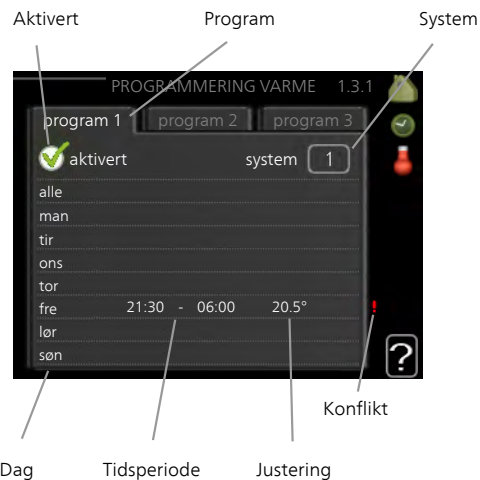 Aktivert Program System
PROGRAMMERING VARME 1.3.1
program 1 program 2 program 3
aktivert system 1
alle
man
tir
ons
tor
fre 21:30 - 06:00 20.5° !
lør
søn
?
Konflikt
Dag Tidsperiode Justering